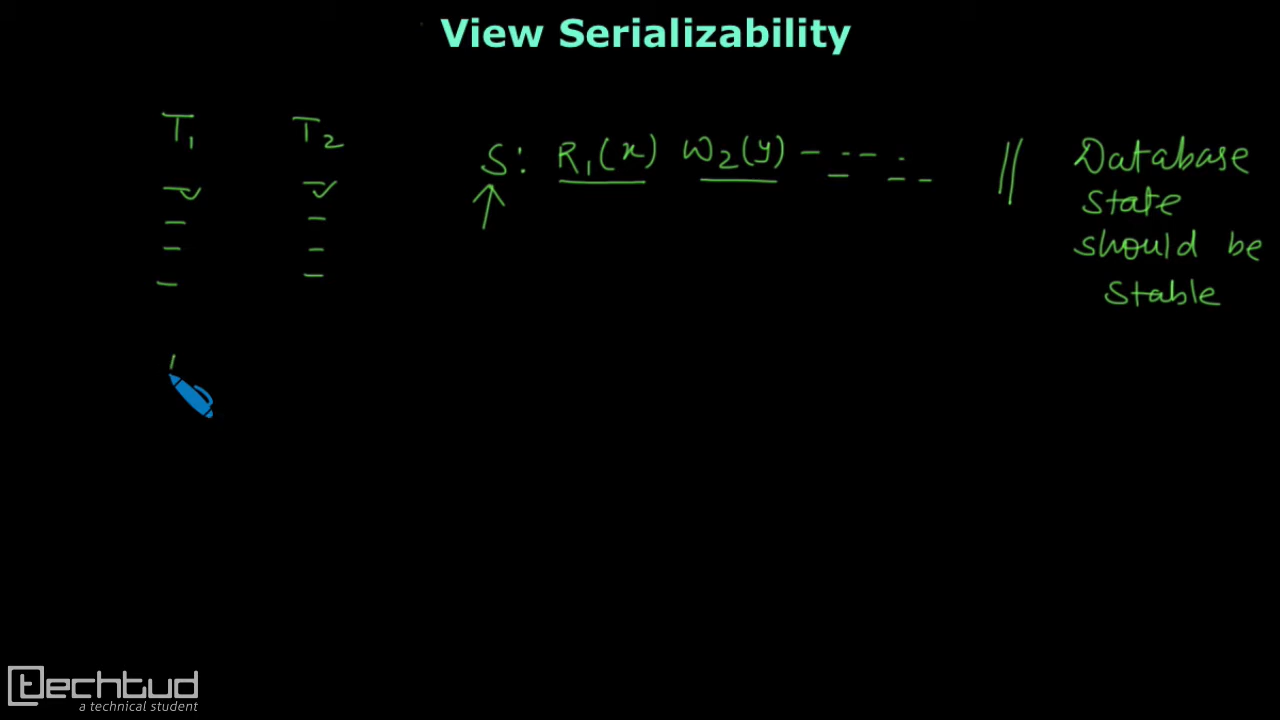 View Serializability
T1 T2 S: R1(x) W2(y) - - - - - - - || Database
State
should be
Stable
techtud
a technical student